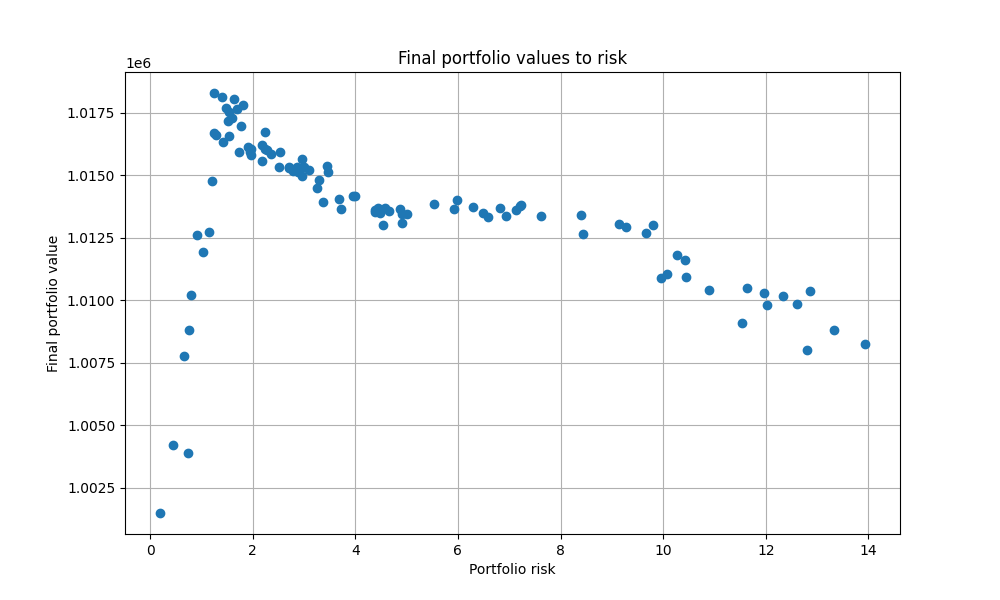 Final portfolio values to risk
1e6
1.0175
1.0150
1.0125
1.0100
1.0075
1.0050
1.0025
Final portfolio value
0 2 4 6 8 10 12 14
Portfolio risk